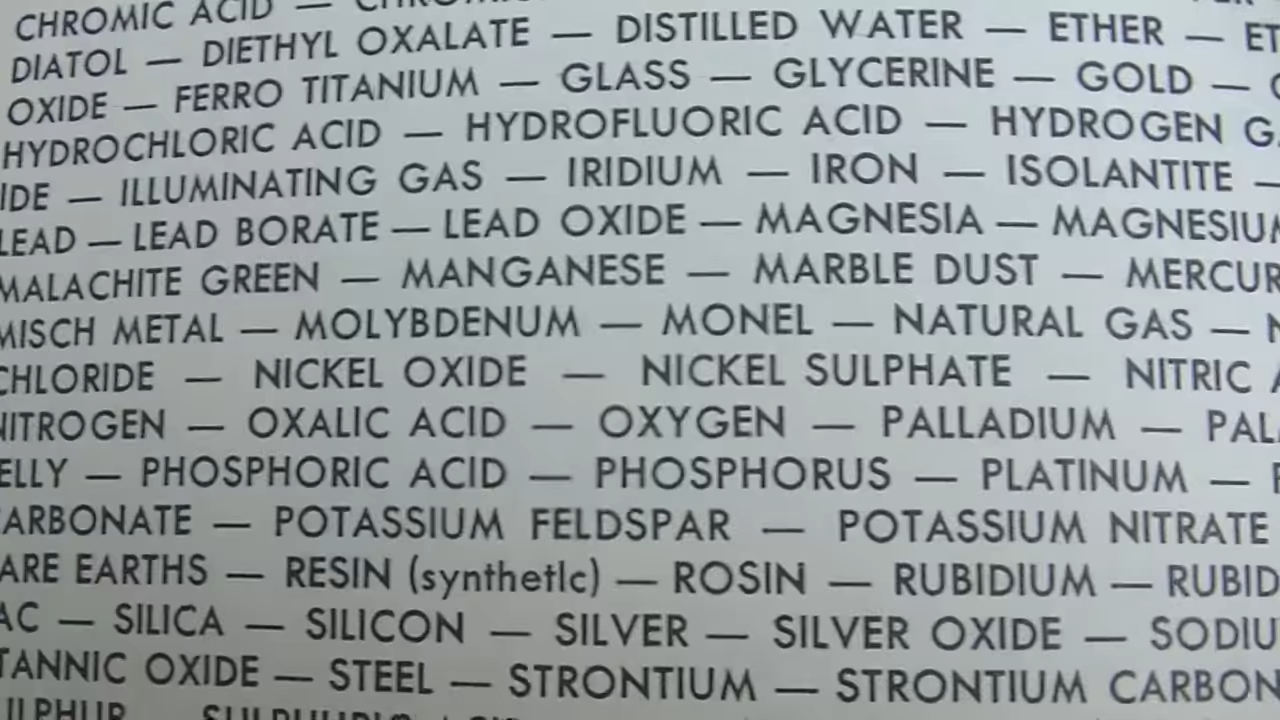 CHROMIC ACID —
DIATOL — DIETHYL OXALATE — DISTILLED WATER — ETHER — ET
OXIDE — FERRO TITANIUM — GLASS — GLYCERINE — GOLD —
HYDROCHLORIC ACID — HYDROFLUORIC ACID — HYDROGEN G
IDE — ILLUMINATING GAS — IRIDIUM — IRON — ISOLANTITE —
LEAD — LEAD BORATE — LEAD OXIDE — MAGNESIA — MAGNESIUM
MALACHITE GREEN — MANGANESE — MARBLE DUST — MERCUR
MISCH METAL — MOLYBDENUM — MONEL — NATURAL GAS — N
CHLORIDE — NICKEL OXIDE — NICKEL SULPHATE — NITRIC A
NITROGEN — OXALIC ACID — OXYGEN — PALLADIUM — PAL
ELLY — PHOSPHORIC ACID — PHOSPHORUS — PLATINUM —
ARBONATE — POTASSIUM FELDSPAR — POTASSIUM NITRATE
ARE EARTHS — RESIN (synthetIc) — ROSIN — RUBIDIUM — RUBID
AC — SILICA — SILICON — SILVER — SILVER OXIDE — SODIU
TANNIC OXIDE — STEEL — STRONTIUM — STRONTIUM CARBON